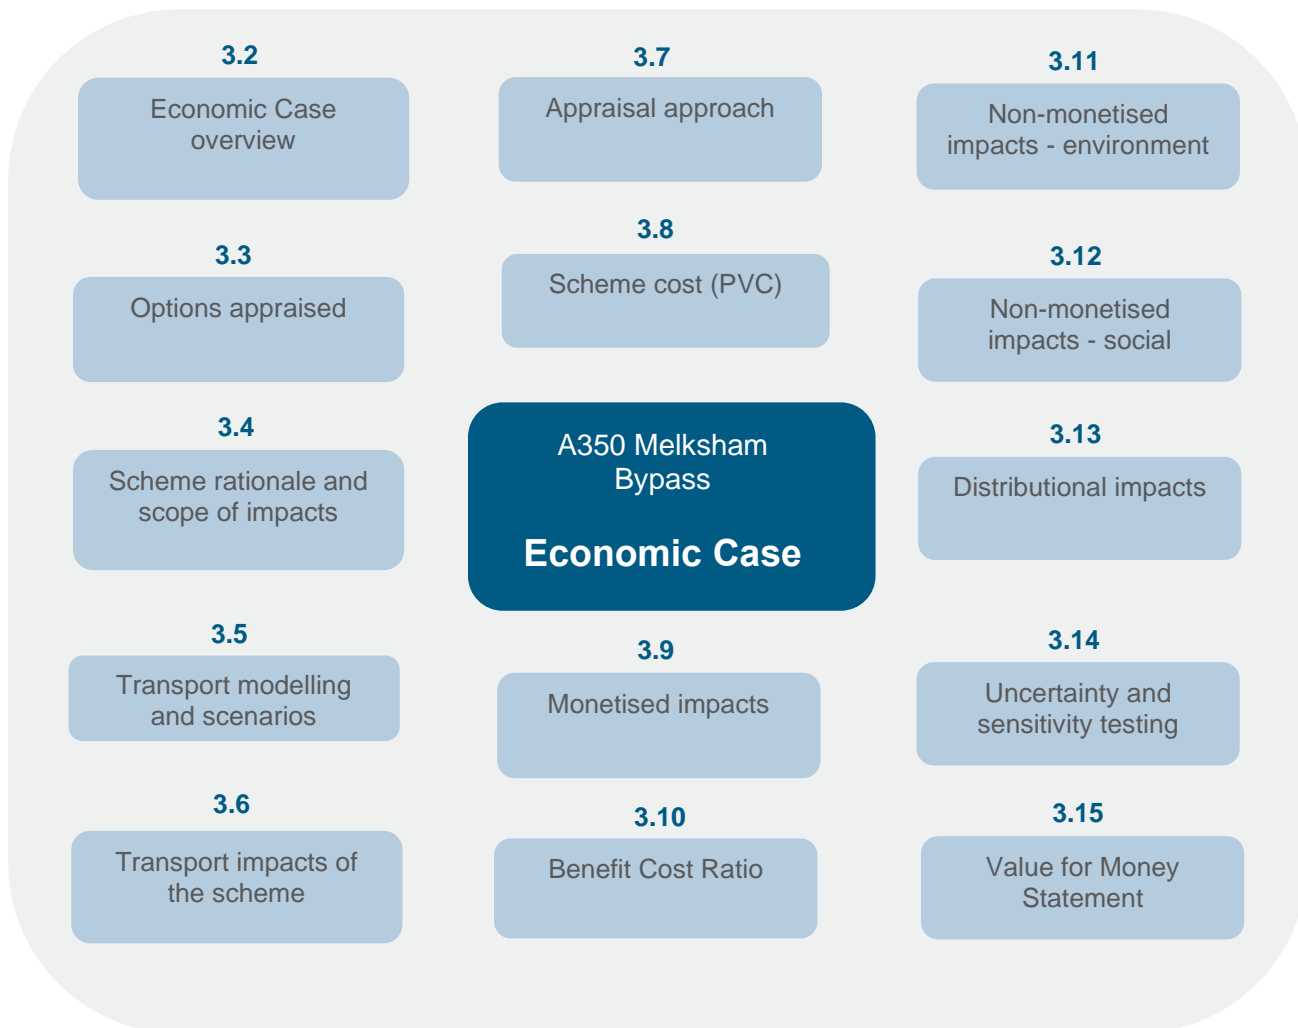 3.2
Economic Case
overview
3.3
Options appraised
3.4
Scheme rationale and
scope of impacts
3.5
Transport modelling
and scenarios
3.6
Transport impacts of
the scheme
3.7
Appraisal approach
3.8
Scheme cost (PVC)
A350 Melksham
Bypass
Economic Case
3.9
Monetised impacts
3.10
Benefit Cost Ratio
3.11
Non-monetised
impacts - environment
3.12
Non-monetised
impacts - social
3.13
Distributional impacts
3.14
Uncertainty and
sensitivity testing
3.15
Value for Money
Statement